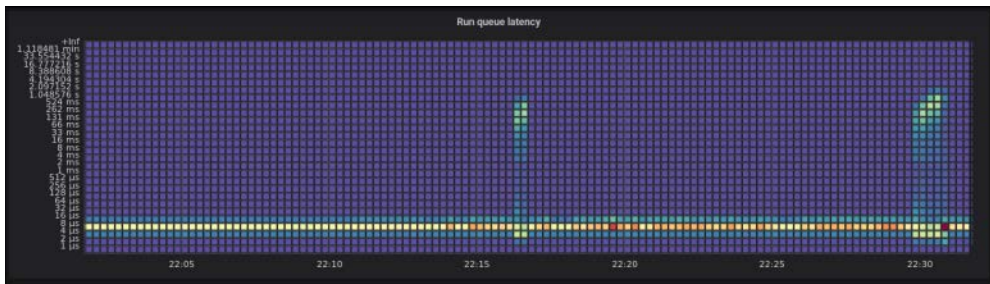 Run queue latency
+Inf
1.118481 min
33.554432 s
16.777216 s
8.388608 s
4.194304 s
2.097152 s
1.048576 s
524 ms
262 ms
131 ms
66 ms
33 ms
16 ms
8 ms
4 ms
2 ms
1 ms
512 µs
256 µs
128 µs
64 µs
32 µs
16 µs
8 µs
4 µs
2 µs
1 µs
22:05 22:10 22:15 22:20 22:25 22:30